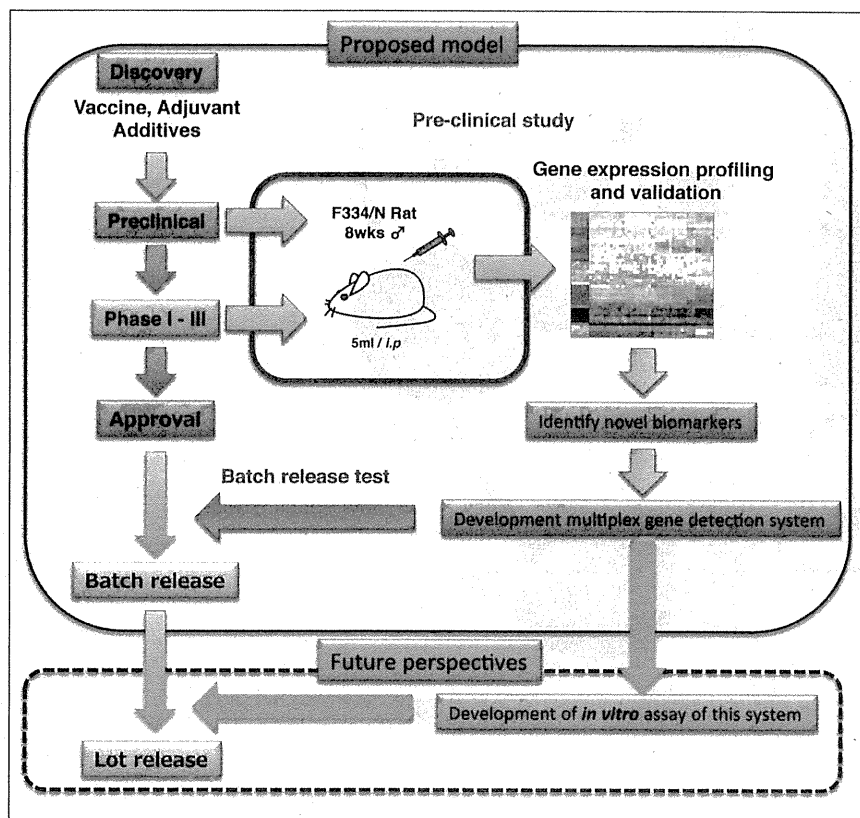 Proposed model
Discovery
Vaccine, Adjuvant
Additives
Pre-clinical study
Gene expression profiling
and validation
Preclinical
F334/N Rat
8wks ♂
Phase I - III
5ml / i.p
Approval
Identify novel biomarkers
Batch release test
Development multiplex gene detection system
Batch release
Future perspectives
Development of in vitro assay of this system
Lot release